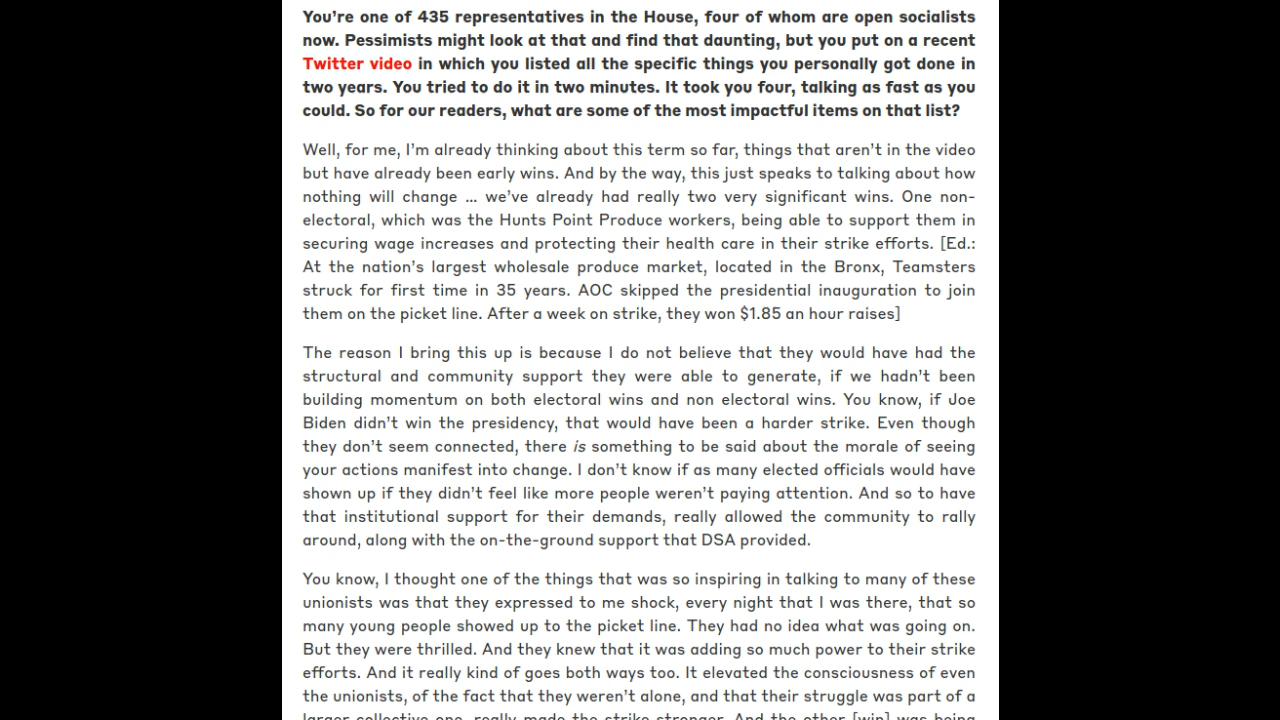 You're one of 435 representatives in the House, four of whom are open socialists
now. Pessimists might look at that and find that daunting, but you put on a recent
Twitter video in which you listed all the specific things you personally got done in
two years. You tried to do it in two minutes. It took you four, talking as fast as you
could. So for our readers, what are some of the most impactful items on that list?
Well, for me, I'm already thinking about this term so far, things that aren't in the video
but have already been early wins. And by the way, this just speaks to talking about how
nothing will change ... we've already had really two very significant wins. One non-
electoral, which was the Hunts Point Produce workers, being able to support them in
securing wage increases and protecting their health care in their strike efforts. [Ed.:
At the nation's largest wholesale produce market, located in the Bronx, Teamsters
struck for first time in 35 years. AOC skipped the presidential inauguration to join
them on the picket line. After a week on strike, they won $1.85 an hour raises]
The reason I bring this up is because I do not believe that they would have had the
structural and community support they were able to generate, if we hadn't been
building momentum on both electoral wins and non electoral wins. You know, if Joe
Biden didn't win the presidency, that would have been a harder strike. Even though
they don't seem connected, there is something to be said about the morale of seeing
your actions manifest into change. I don't know if as many elected officials would have
shown up if they didn't feel like more people weren't paying attention. And so to have
that institutional support for their demands, really allowed the community to rally
around, along with the on-the-ground support that DSA provided.
You know, I thought one of the things that was so inspiring in talking to many of these
unionists was that they expressed to me shock, every night that I was there, that so
many young people showed up to the picket line. They had no idea what was going on.
But they were thrilled. And they knew that it was adding so much power to their strike
efforts. And it really kind of goes both ways too. It elevated the consciousness of even
the unionists, of the fact that they weren't alone, and that their struggle was part of a
larger collective one, really made the strike stronger. And the other [win] was being